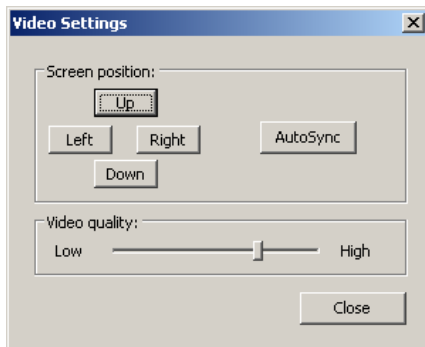 Video Settings
Screen position:
Up
Left Right AutoSync
Down
Video quality:
Low High
Close